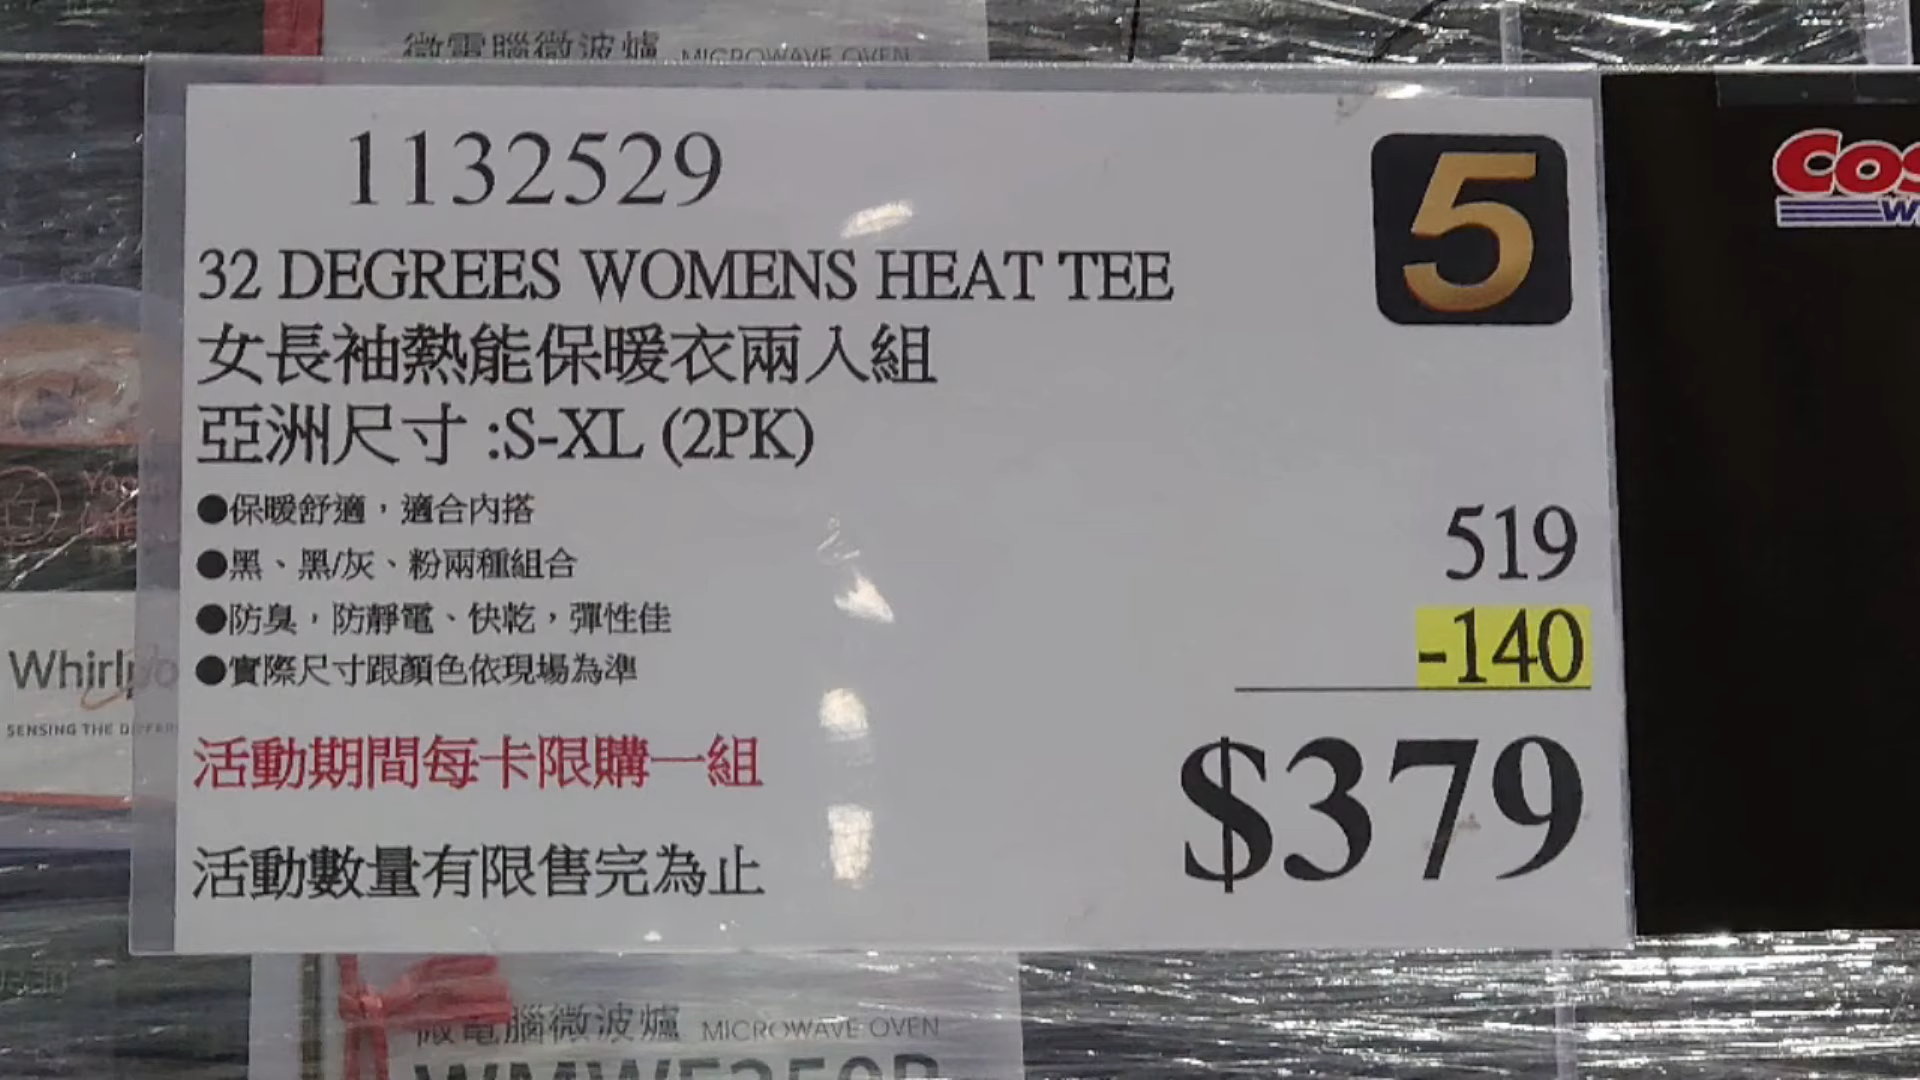 微電腦微波爐 MICROWAVE OVEN
1132529
5
32 DEGREES WOMENS HEAT TEE
女長袖熱能保暖衣兩入組
亞洲尺寸 :S-XL (2PK)
●保暖舒適，適合內搭
●黑、黑/灰、粉兩種組合
●防臭，防靜電、快乾，彈性佳
●實際尺寸跟顏色依現場為準
519
-140
$379
活動期間每卡限購一組
活動數量有限售完為止
Whirlpo
SENSING THE DIFFER
微電腦微波爐 MICROWAVE OVEN